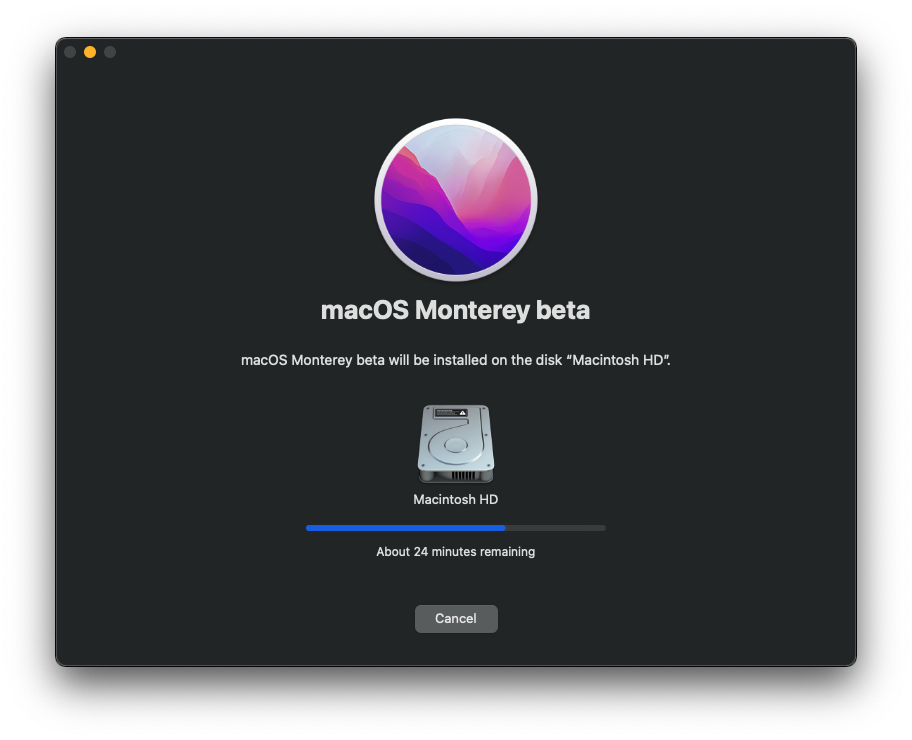 macOS Monterey beta
macOS Monterey beta will be installed on the disk “Macintosh HD”.
Macintosh HD
About 24 minutes remaining
Cancel